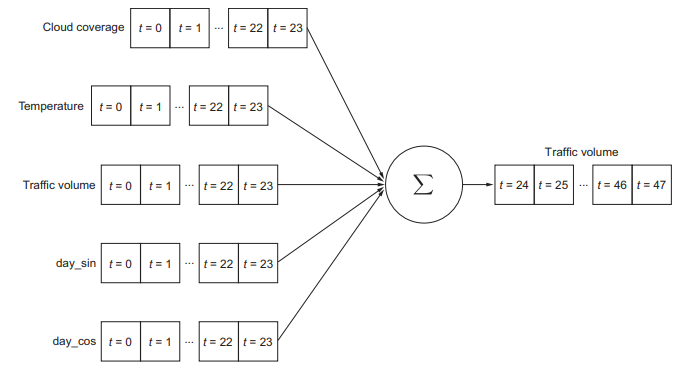 Cloud coverage t = 0 t = 1 ... t = 22 t = 23
Temperature t = 0 t = 1 ... t = 22 t = 23
Traffic volume
Traffic volume t = 0 t = 1 ... t = 22 t = 23 Σ t = 24 t = 25 ... t = 46 t = 47
day_sin t = 0 t = 1 ... t = 22 t = 23
day_cos t = 0 t = 1 ... t = 22 t = 23